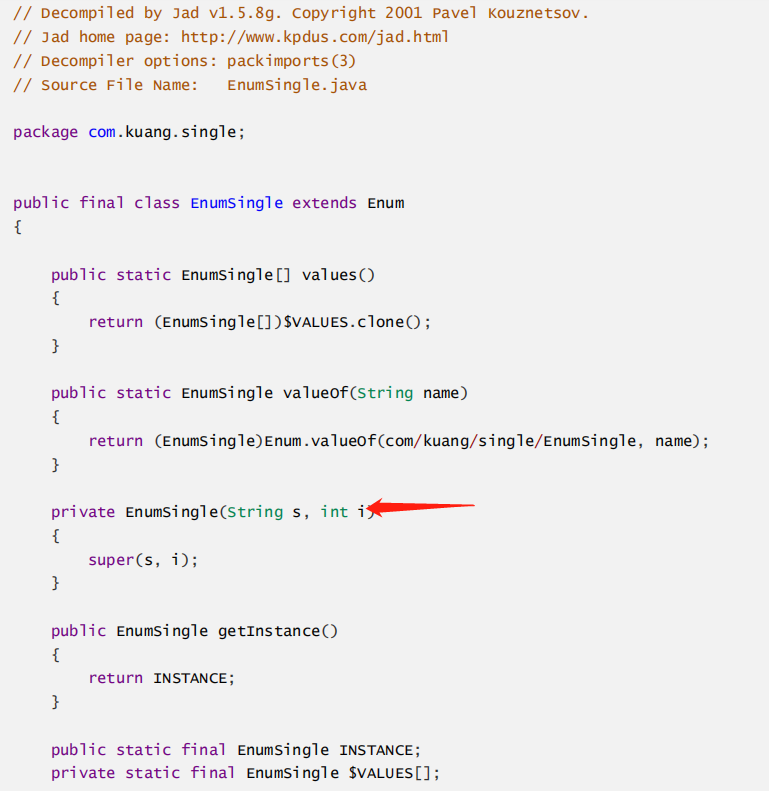 // Decompiled by Jad v1.5.8g. Copyright 2001 Pavel Kouznetsov.
// Jad home page: http://www.kpdus.com/jad.html
// Decompiler options: packimports(3)
// Source File Name:   EnumSingle.java
package com.kuang.single;
public final class EnumSingle extends Enum
{
    public static EnumSingle[] values()
    {
        return (EnumSingle[])$VALUES.clone();
    }
    public static EnumSingle valueOf(String name)
    {
        return (EnumSingle)Enum.valueOf(com/kuang/single/EnumSingle, name);
    }
    private EnumSingle(String s, int i)
    {
        super(s, i);
    }
    public EnumSingle getInstance()
    {
        return INSTANCE;
    }
    public static final EnumSingle INSTANCE;
    private static final EnumSingle $VALUES[];